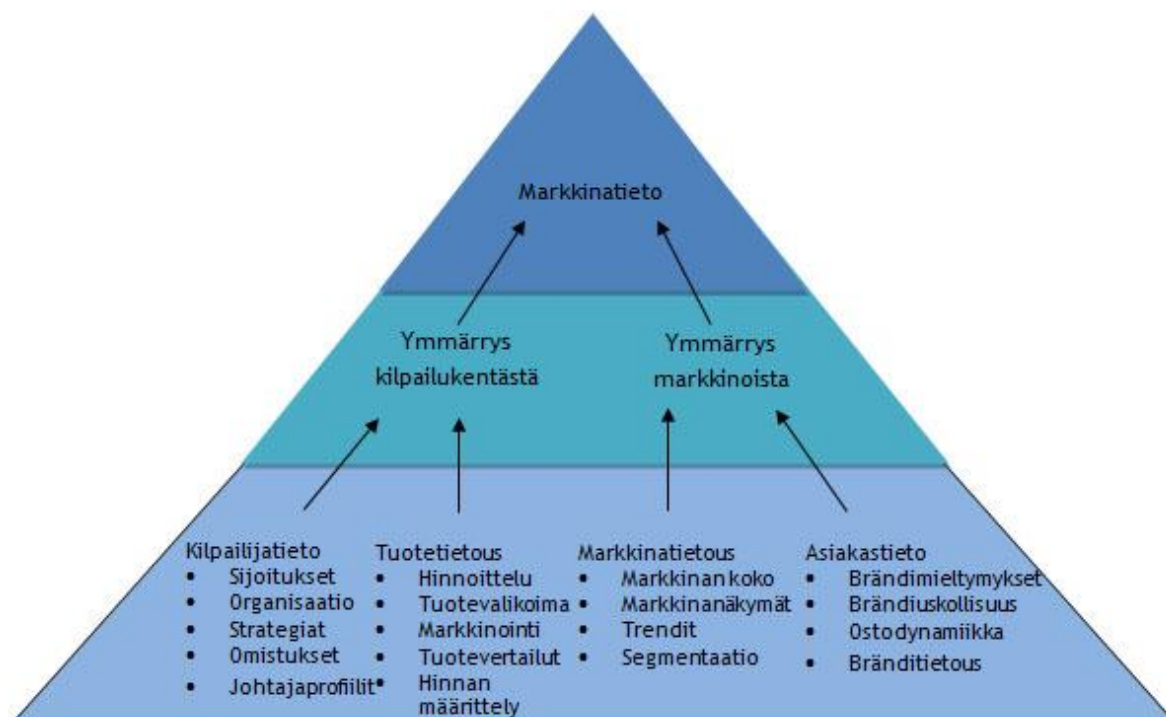 Markkinatieto
Ymmärrys
kilpailukentästä
Ymmärrys
markkinoista
Kilpailijatieto
• Sijoitukset
• Organisaatio
• Strategiat
• Omistukset
• Johtajaprofiilit
Tuotetietous
• Hinnoittelu
• Tuotevalikoima
• Markkinointi
• Tuotevertailut
• Hinnan
määrittely
Markkinatietous
• Markkinan koko
• Markkinanäkymät
• Trendit
• Segmentaatio
Asiakastieto
• Brändimieltymykset
• Brändiuskollisuus
• Ostodynamiikka
• Bränditietous